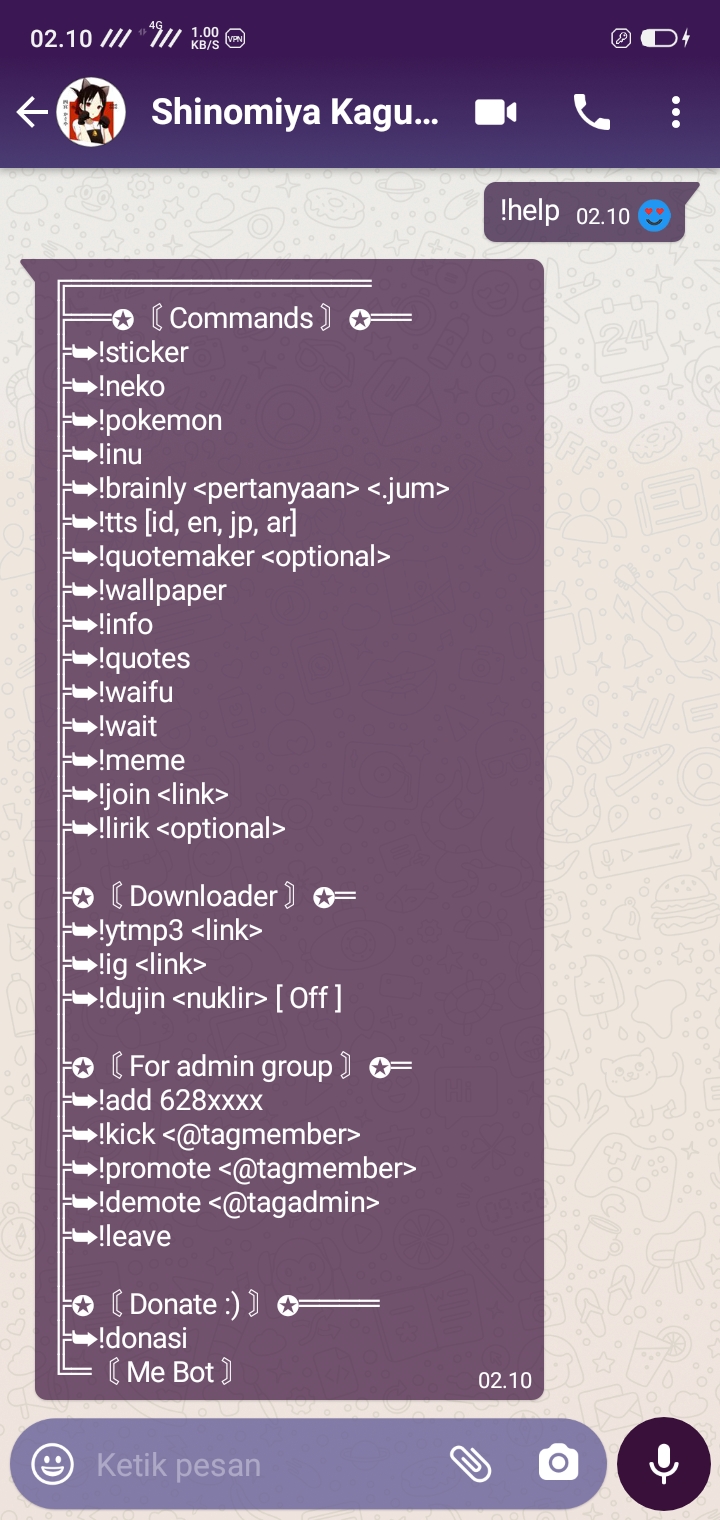 02.10 4G 1.00 KB/S VPN
Shinomiya Kagu...
!help 02.10
〘 Commands 〙
!sticker
!neko
!pokemon
!inu
!brainly <pertanyaan> <.jum>
!tts [id, en, jp, ar]
!quotemaker <optional>
!wallpaper
!info
!quotes
!waifu
!wait
!meme
!join <link>
!lirik <optional>
〘 Downloader 〙
!ytmp3 <link>
!ig <link>
!dujin <nuklir> [ Off ]
〘 For admin group 〙
!add 628xxxx
!kick <@tagmember>
!promote <@tagmember>
!demote <@tagadmin>
!leave
〘 Donate :) 〙
!donasi
〘 Me Bot 〙
02.10
Ketik pesan